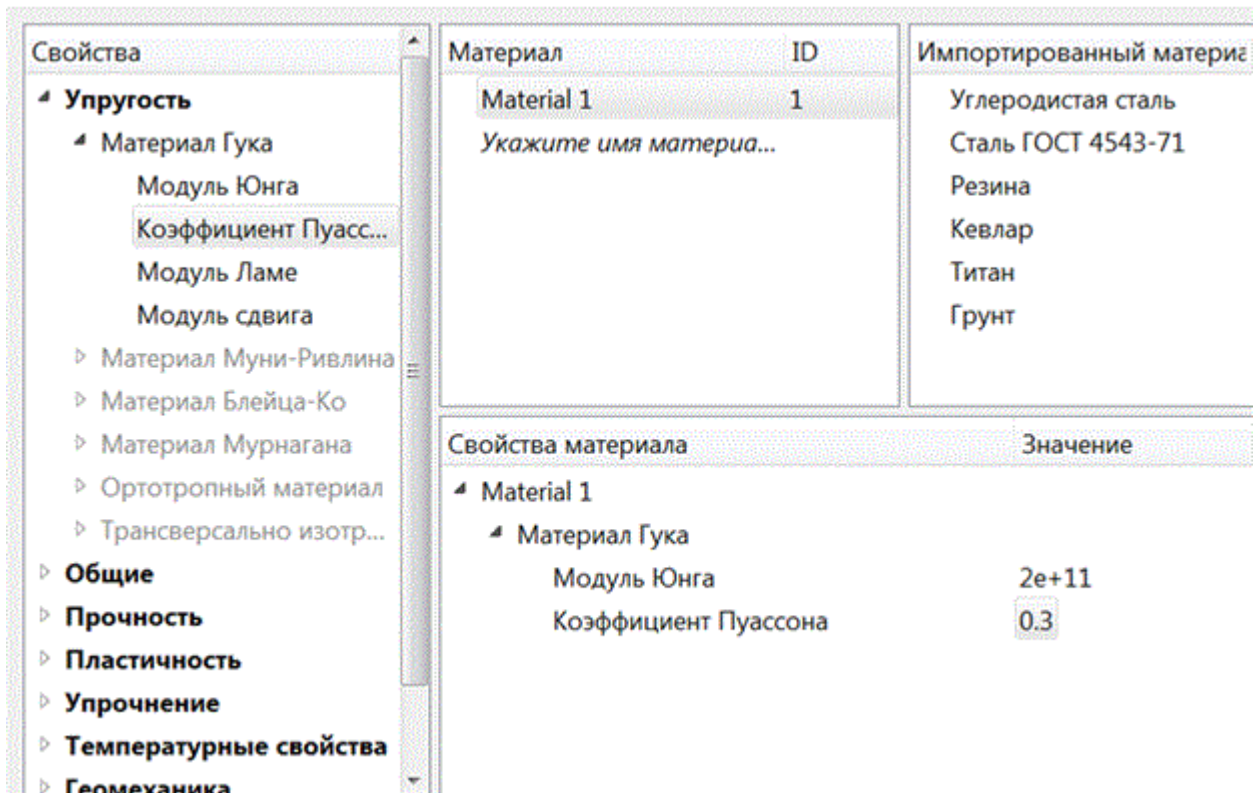 Свойства
Упругость
Материал Гука
Модуль Юнга
Коэффициент Пуасс...
Модуль Ламе
Модуль сдвига
Материал Муни-Ривлина
Материал Блейца-Ко
Материал Мурнагана
Ортотропный материал
Трансверсально изотр...
Общие
Прочность
Пластичность
Упрочнение
Температурные свойства
Геомеханика
Материал ID
Material 1 1
Укажите имя материа...
Импортированный материа
Углеродистая сталь
Сталь ГОСТ 4543-71
Резина
Кевлар
Титан
Грунт
Свойства материала Значение
Material 1
Материал Гука
Модуль Юнга 2e+11
Коэффициент Пуассона 0.3